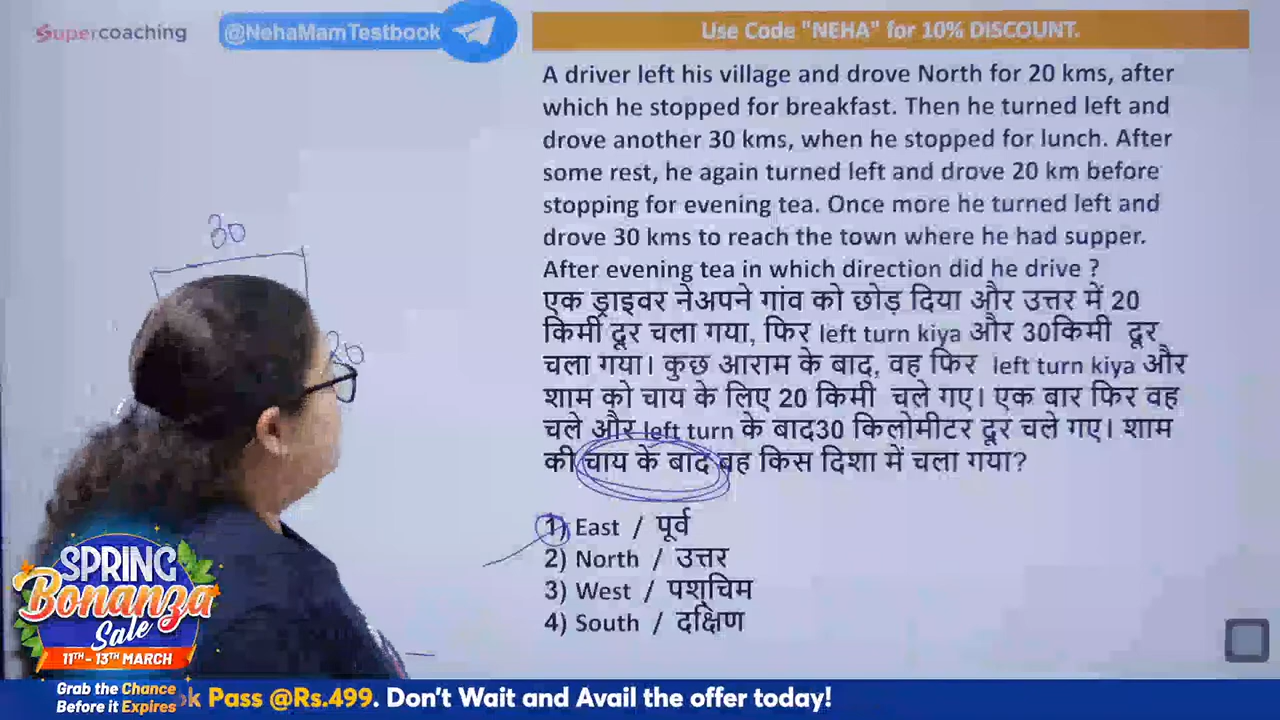 Supercoaching
@NehaMamTestbook
Use Code "NEHA" for 10% DISCOUNT.
A driver left his village and drove North for 20 kms, after
which he stopped for breakfast. Then he turned left and
drove another 30 kms, when he stopped for lunch. After
some rest, he again turned left and drove 20 km before
stopping for evening tea. Once more he turned left and
drove 30 kms to reach the town where he had supper.
After evening tea in which direction did he drive ?
एक ड्राइवर नेअपने गांव को छोड़ दिया और उत्तर में 20
किमी दूर चला गया, फिर left turn kiya और 30किमी दूर
चला गया। कुछ आराम के बाद, वह फिर left turn kiya और
शाम को चाय के लिए 20 किमी चले गए। एक बार फिर वह
चले और left turn के बाद30 किलोमीटर दूर चले गए। शाम
की चाय के बाद वह किस दिशा में चला गया?
1) East / पूर्व
2) North / उत्तर
3) West / पश्चिम
4) South / दक्षिण
30
20
SPRING
Bonanza
Sale
11TH - 13TH MARCH
Grab the Chance
Before it Expires
k Pass @Rs.499. Don't Wait and Avail the offer today!